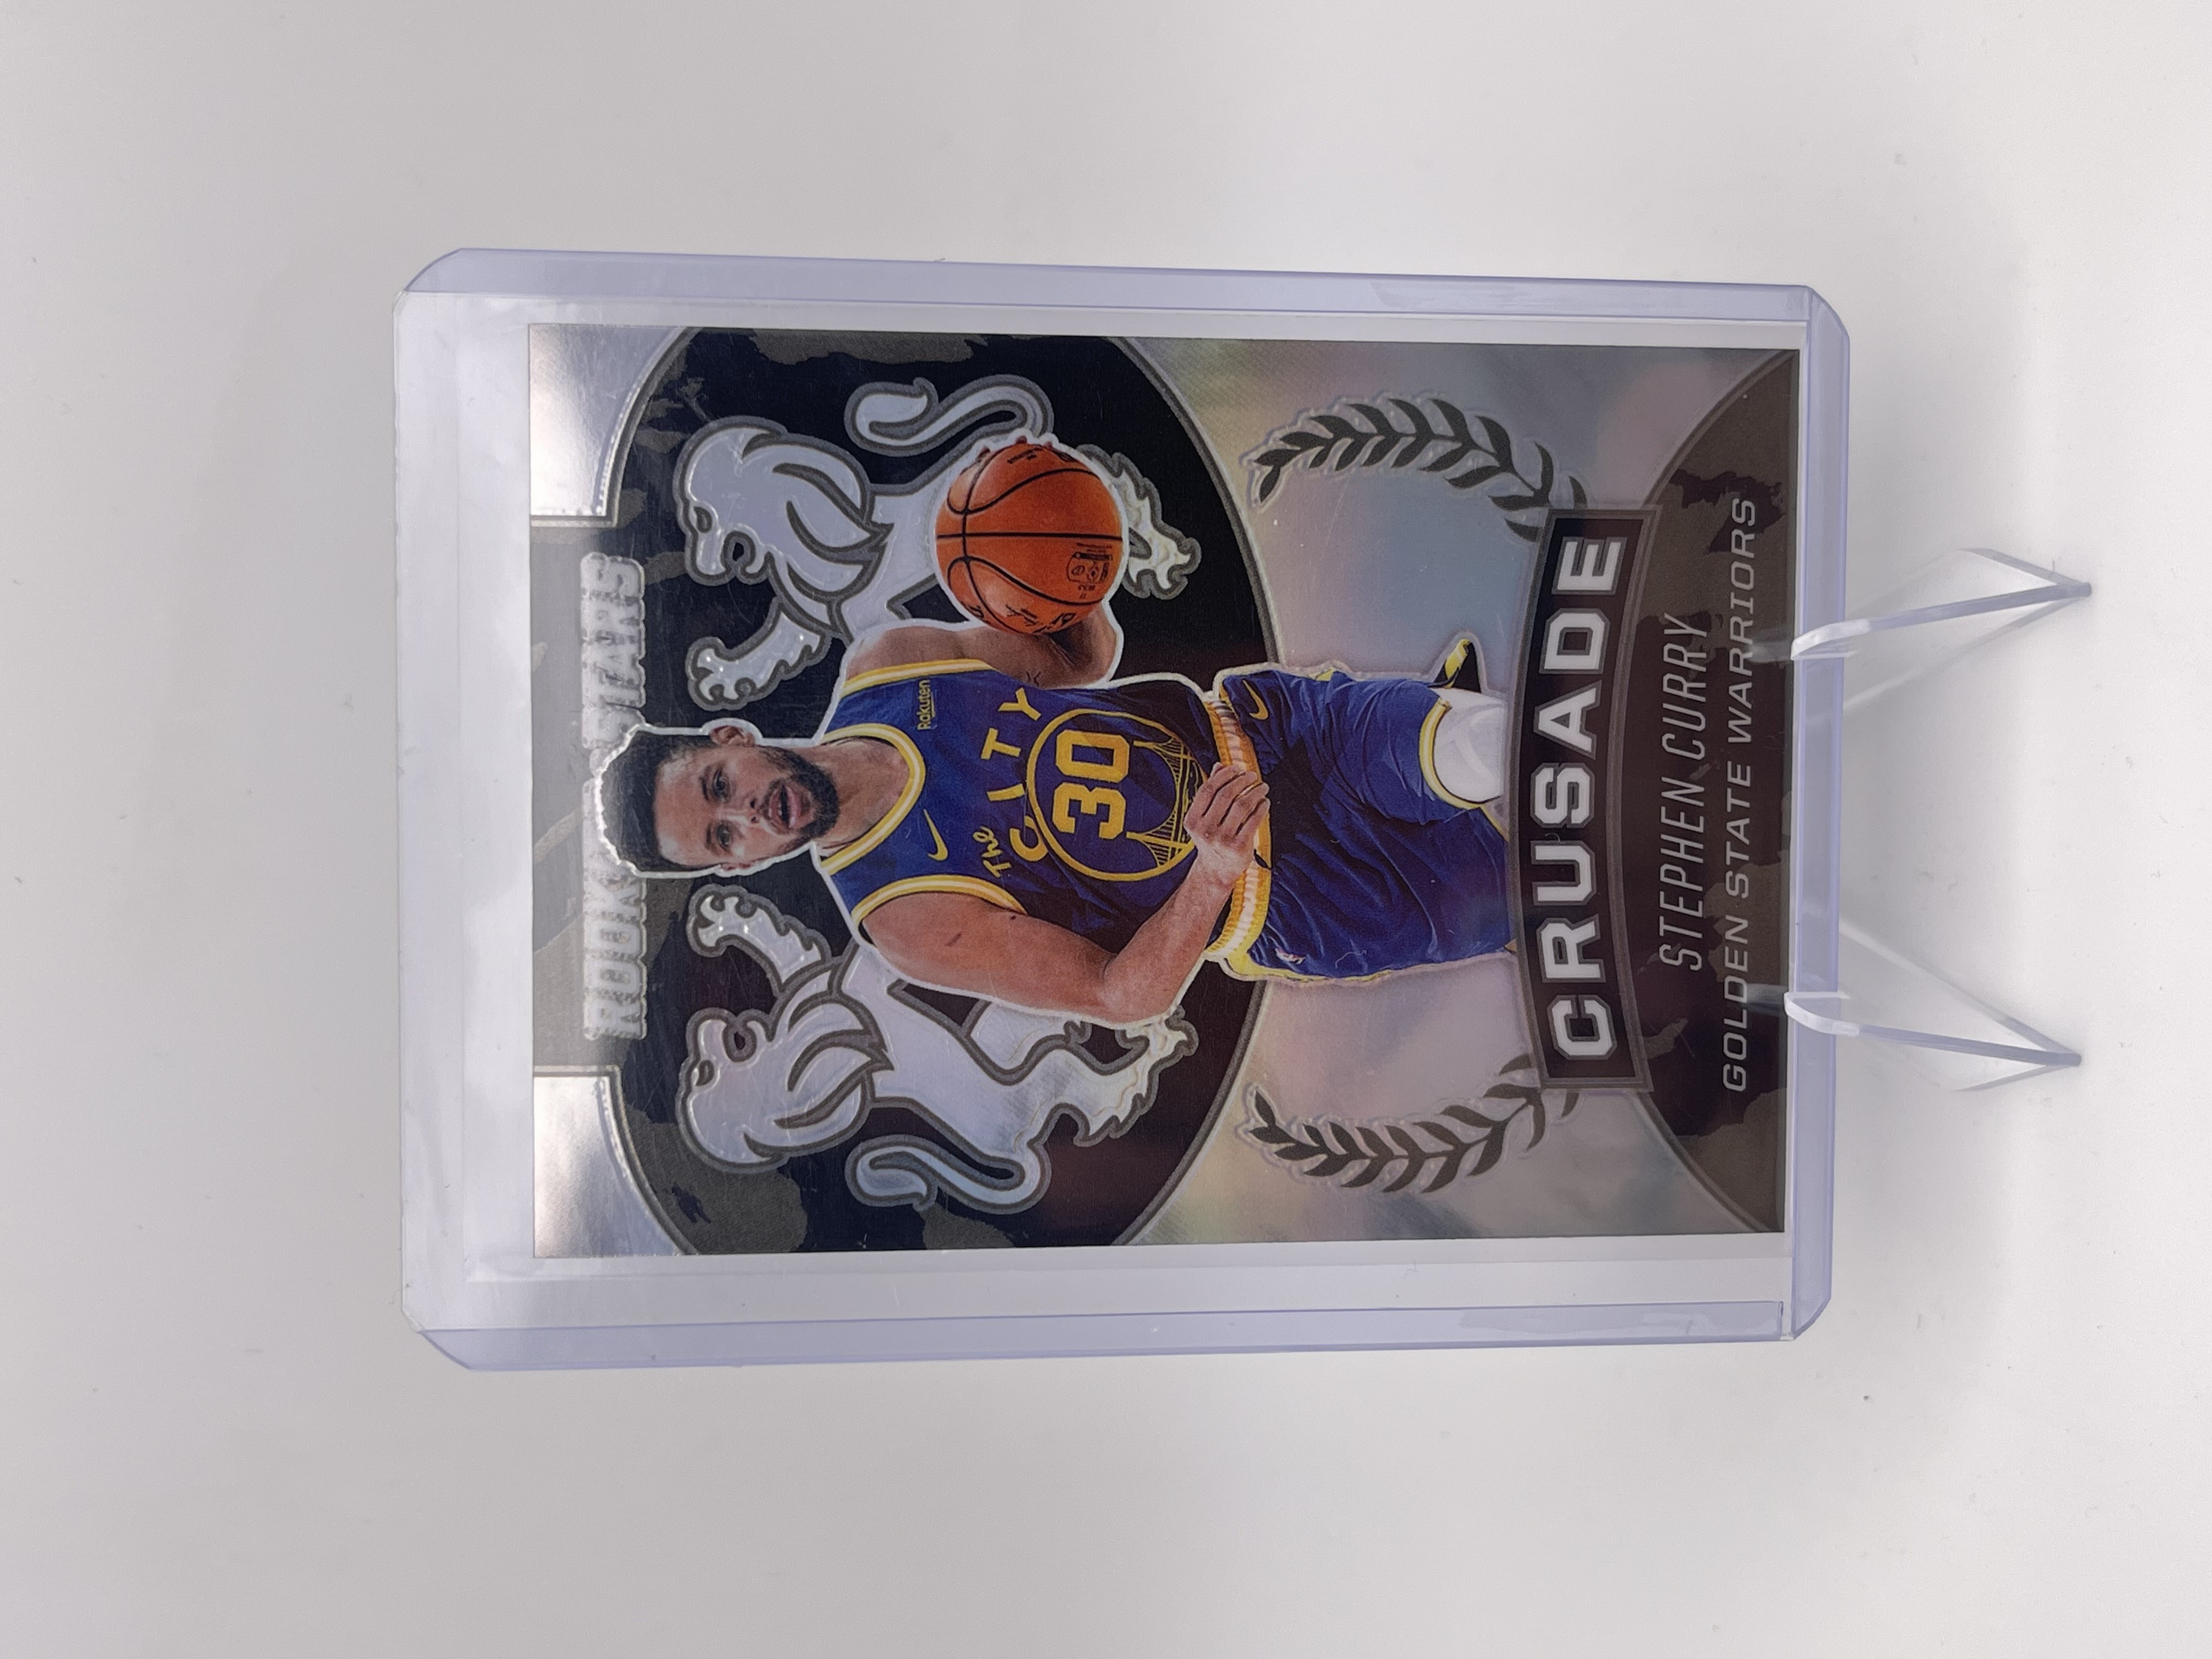 ROOKIES & STARS
Rakuten
The
CITY
30
CRUSADE
STEPHEN CURRY
GOLDEN STATE WARRIORS